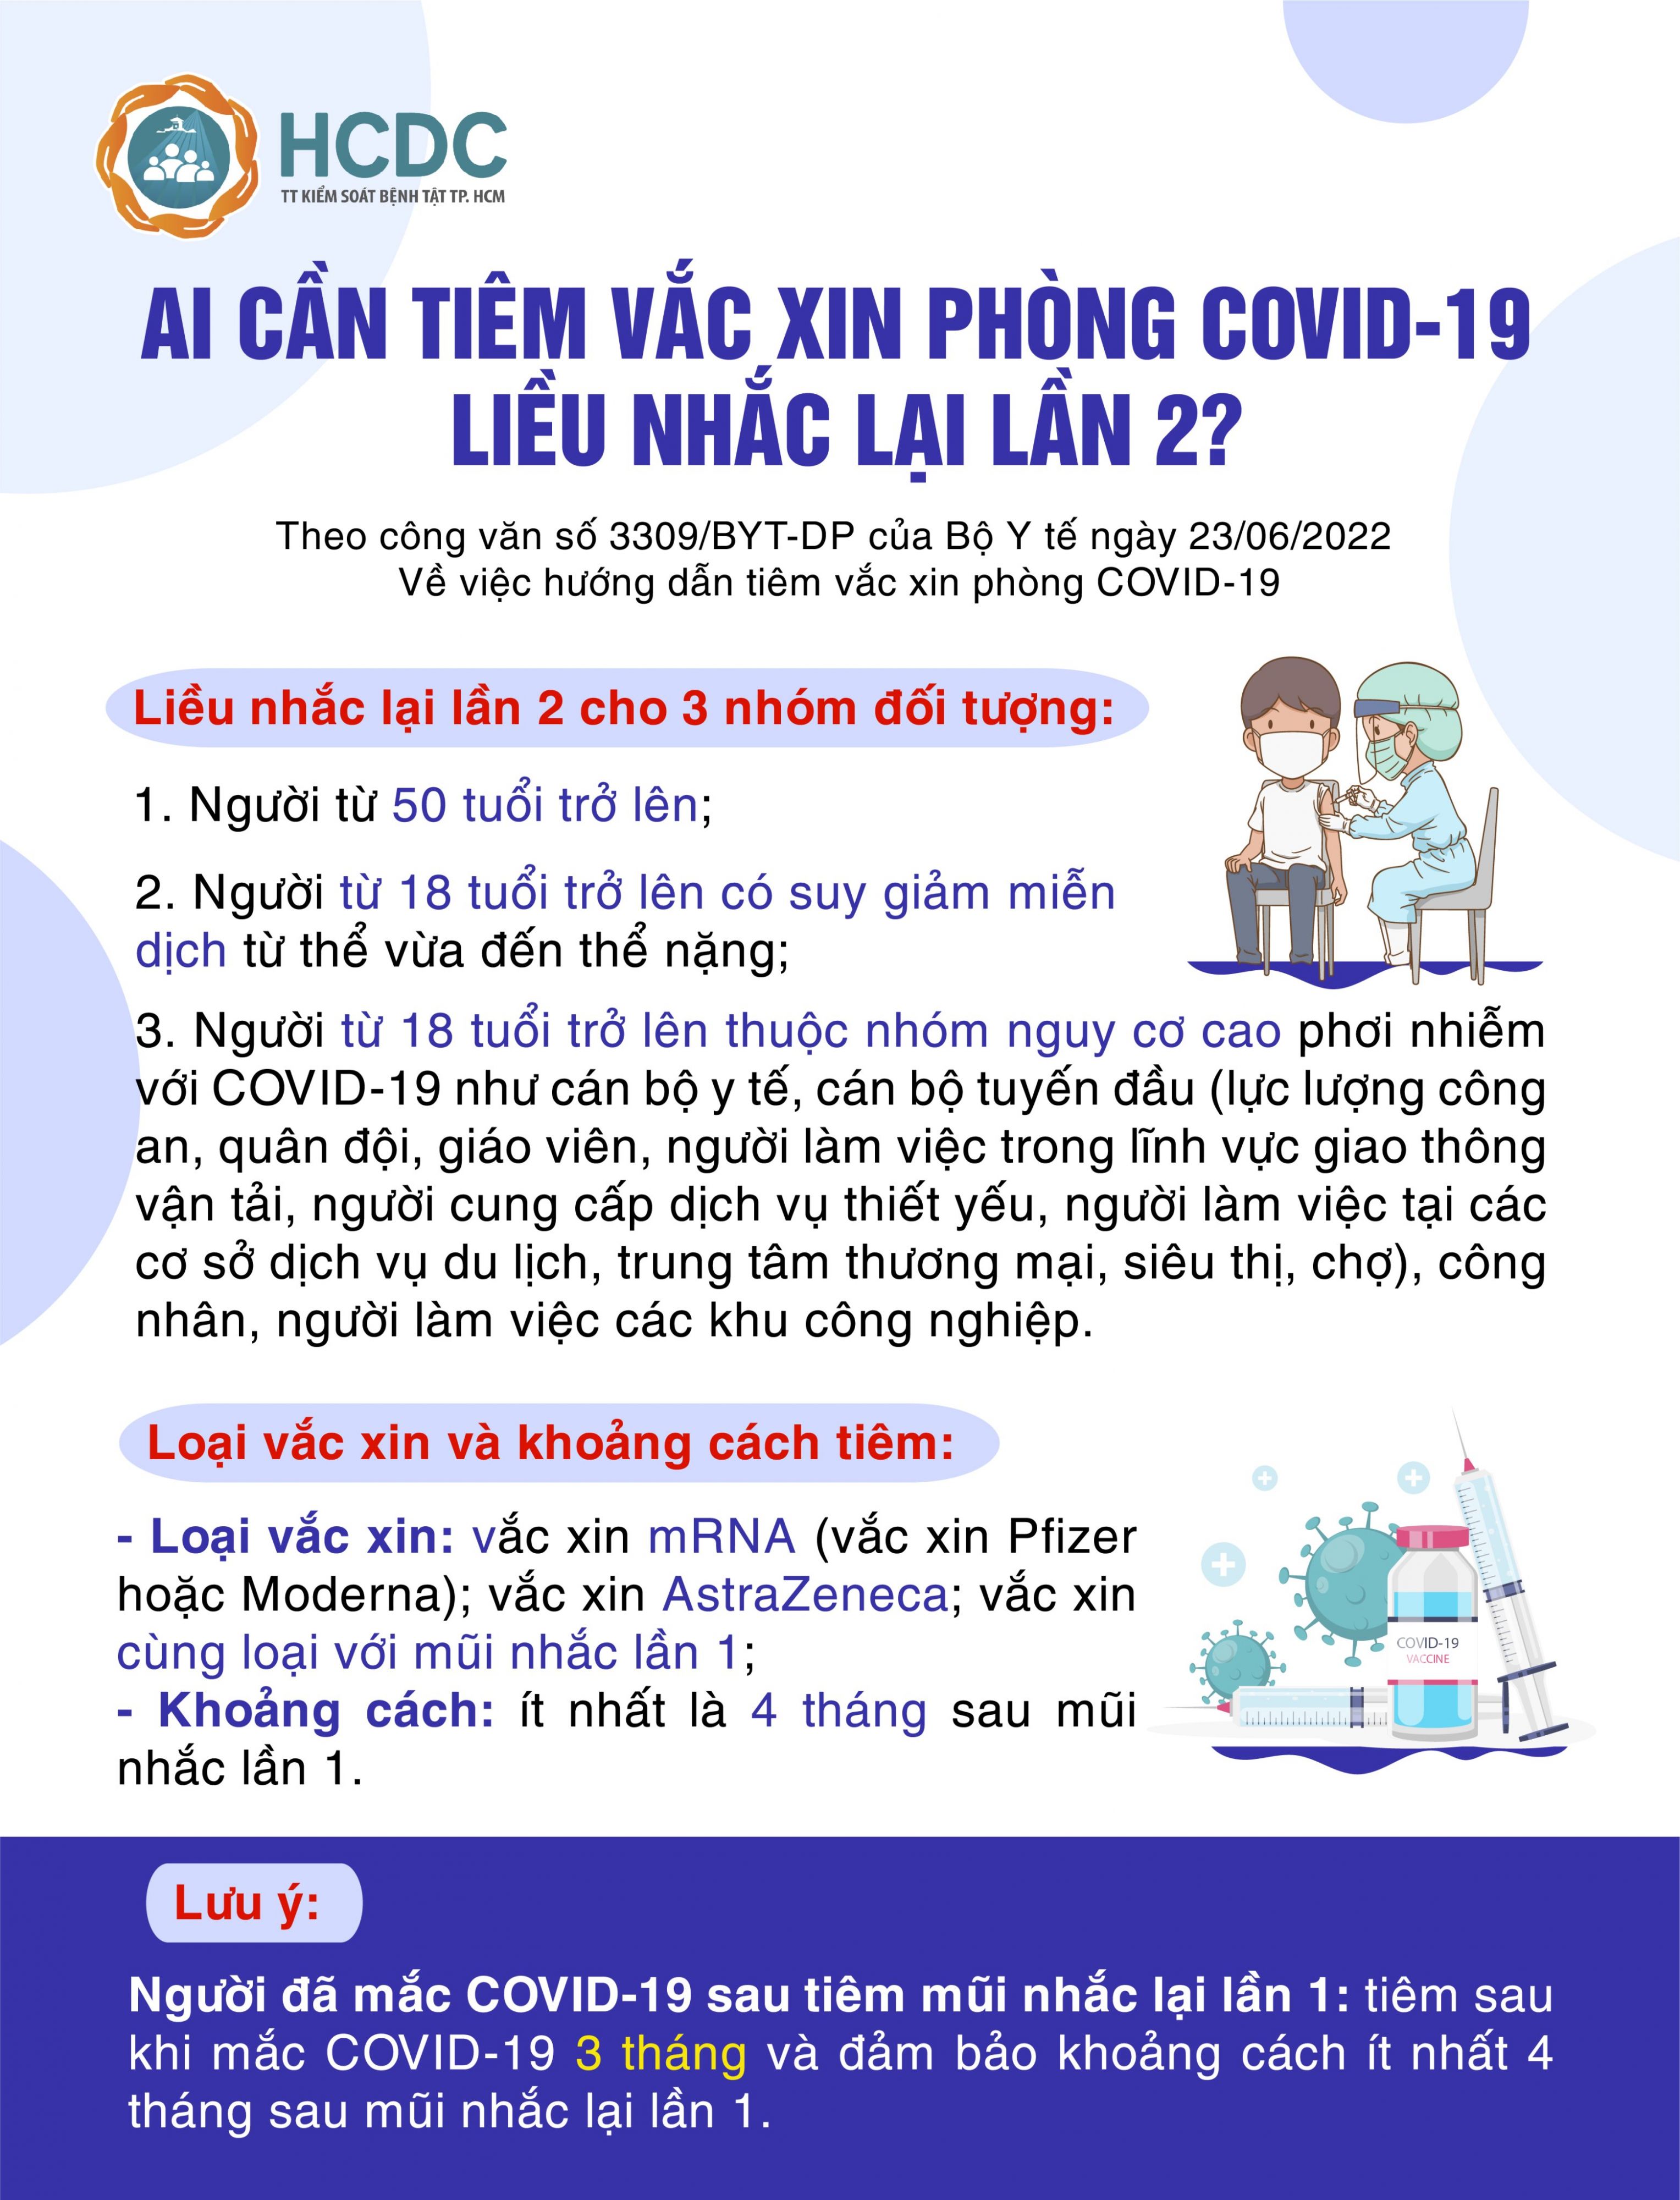 HCDC
TT KIỂM SOÁT BỆNH TẬT TP. HCM
AI CẦN TIÊM VẮC XIN PHÒNG COVID-19
LIỀU NHẮC LẠI LẦN 2?
Theo công văn số 3309/BYT-DP của Bộ Y tế ngày 23/06/2022
Về việc hướng dẫn tiêm vắc xin phòng COVID-19
Liều nhắc lại lần 2 cho 3 nhóm đối tượng:
1. Người từ 50 tuổi trở lên;
2. Người từ 18 tuổi trở lên có suy giảm miễn
dịch từ thể vừa đến thể nặng;
3. Người từ 18 tuổi trở lên thuộc nhóm nguy cơ cao phơi nhiễm
với COVID-19 như cán bộ y tế, cán bộ tuyến đầu (lực lượng công
an, quân đội, giáo viên, người làm việc trong lĩnh vực giao thông
vận tải, người cung cấp dịch vụ thiết yếu, người làm việc tại các
cơ sở dịch vụ du lịch, trung tâm thương mại, siêu thị, chợ), công
nhân, người làm việc các khu công nghiệp.
Loại vắc xin và khoảng cách tiêm:
- Loại vắc xin: vắc xin mRNA (vắc xin Pfizer
hoặc Moderna); vắc xin AstraZeneca; vắc xin
cùng loại với mũi nhắc lần 1;
- Khoảng cách: ít nhất là 4 tháng sau mũi
nhắc lần 1.
COVID-19
VACCINE
Lưu ý:
Người đã mắc COVID-19 sau tiêm mũi nhắc lại lần 1: tiêm sau
khi mắc COVID-19 3 tháng và đảm bảo khoảng cách ít nhất 4
tháng sau mũi nhắc lại lần 1.